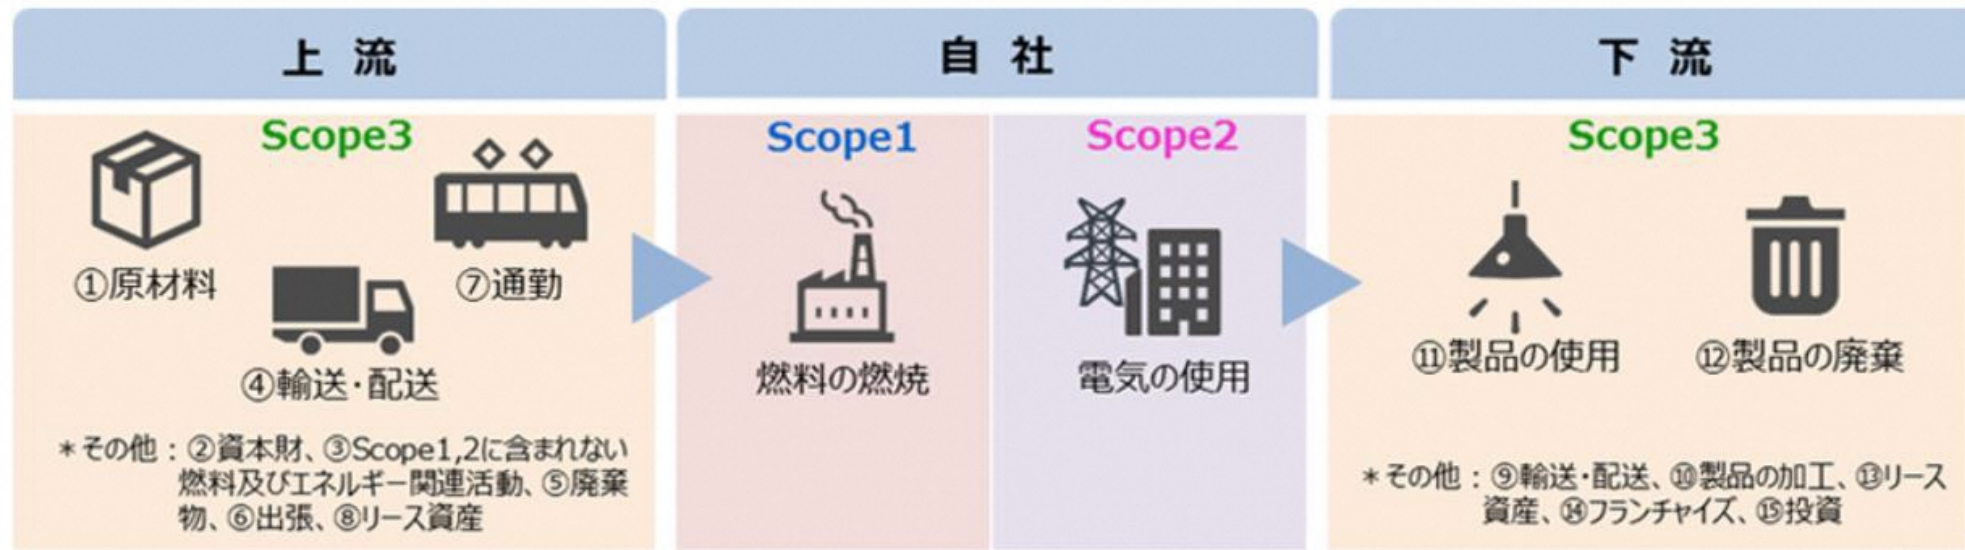 上 流
自 社
下 流
Scope3
①原材料
⑦通勤
④輸送・配送
＊その他：②資本財、③Scope1,2に含まれない
燃料及びエネルギー関連活動、⑤廃棄
物、⑥出張、⑧リース資産
Scope1
燃料の燃焼
Scope2
電気の使用
Scope3
⑪製品の使用
⑫製品の廃棄
＊その他：⑨輸送・配送、⑩製品の加工、⑬リース
資産、⑭フランチャイズ、⑮投資